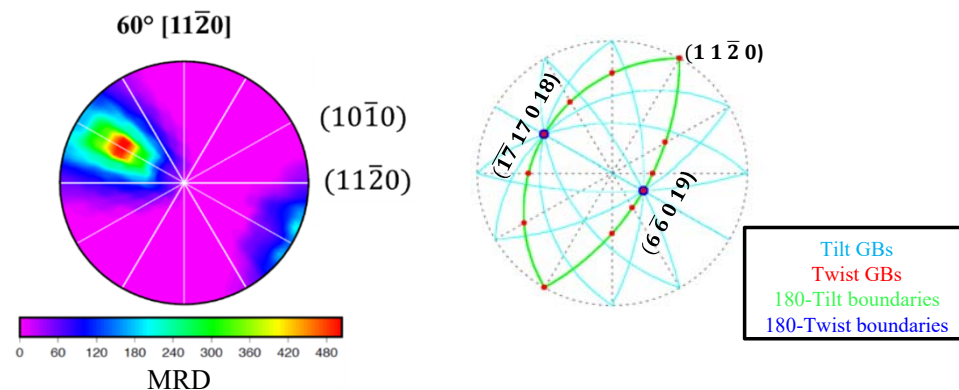 60° [112̅0]
(101̅0)
(112̅0)
0 60 120 180 240 300 360 420 480
MRD
(1 1 2̅ 0)
(1̅7̅ 17 0 18)
(6 6̅ 0 19)
Tilt GBs
Twist GBs
180-Tilt boundaries
180-Twist boundaries